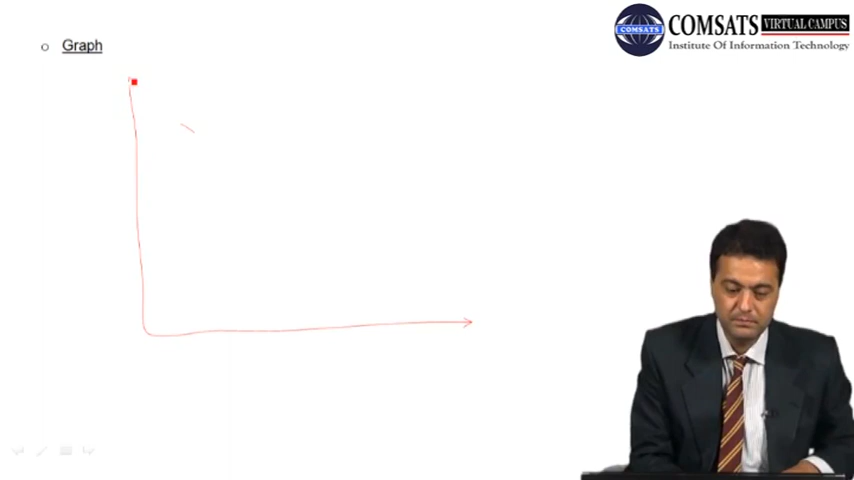 Graph
COMSATS VIRTUAL CAMPUS
Institute Of Information Technology
COMSATS